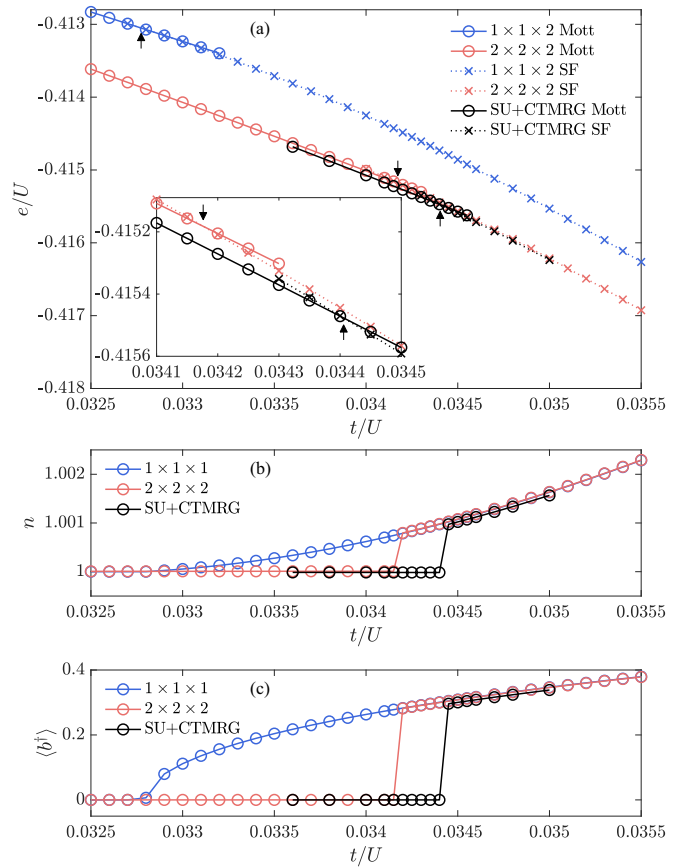 (a)
1 × 1 × 2 Mott
2 × 2 × 2 Mott
1 × 1 × 2 SF
2 × 2 × 2 SF
SU+CTMRG Mott
SU+CTMRG SF
e/U
-0.413
-0.414
-0.415
-0.416
-0.417
-0.418
-0.4152
-0.4154
-0.4156
0.0341 0.0342 0.0343 0.0344 0.0345
0.0325 0.033 0.0335 0.034 0.0345 0.035 0.0355
t/U
(b)
1 × 1 × 1
2 × 2 × 2
SU+CTMRG
n
1.002
1.001
1
0.0325 0.033 0.0335 0.034 0.0345 0.035 0.0355
t/U
(c)
1 × 1 × 1
2 × 2 × 2
SU+CTMRG
⟨b†⟩
0.4
0.2
0
0.0325 0.033 0.0335 0.034 0.0345 0.035 0.0355
t/U